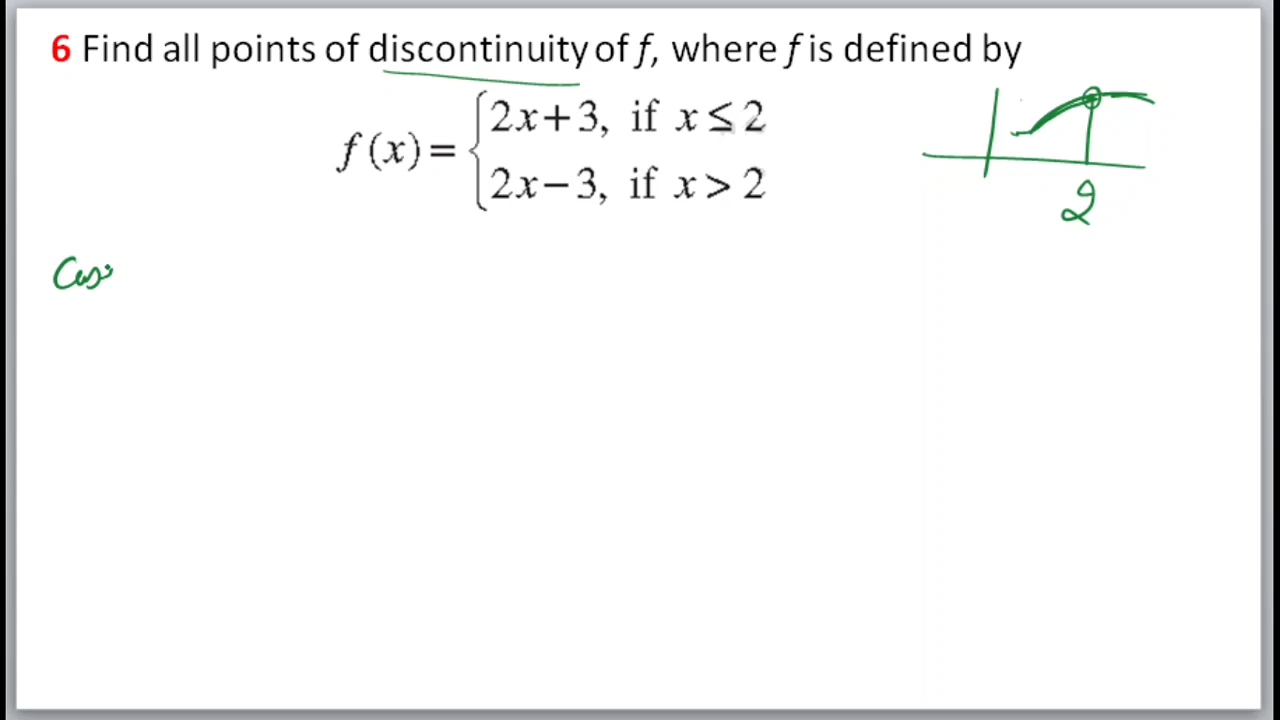 6 Find all points of discontinuity of f, where f is defined by
f(x) = { 2x+3, if x ≤ 2
2x−3, if x > 2
2